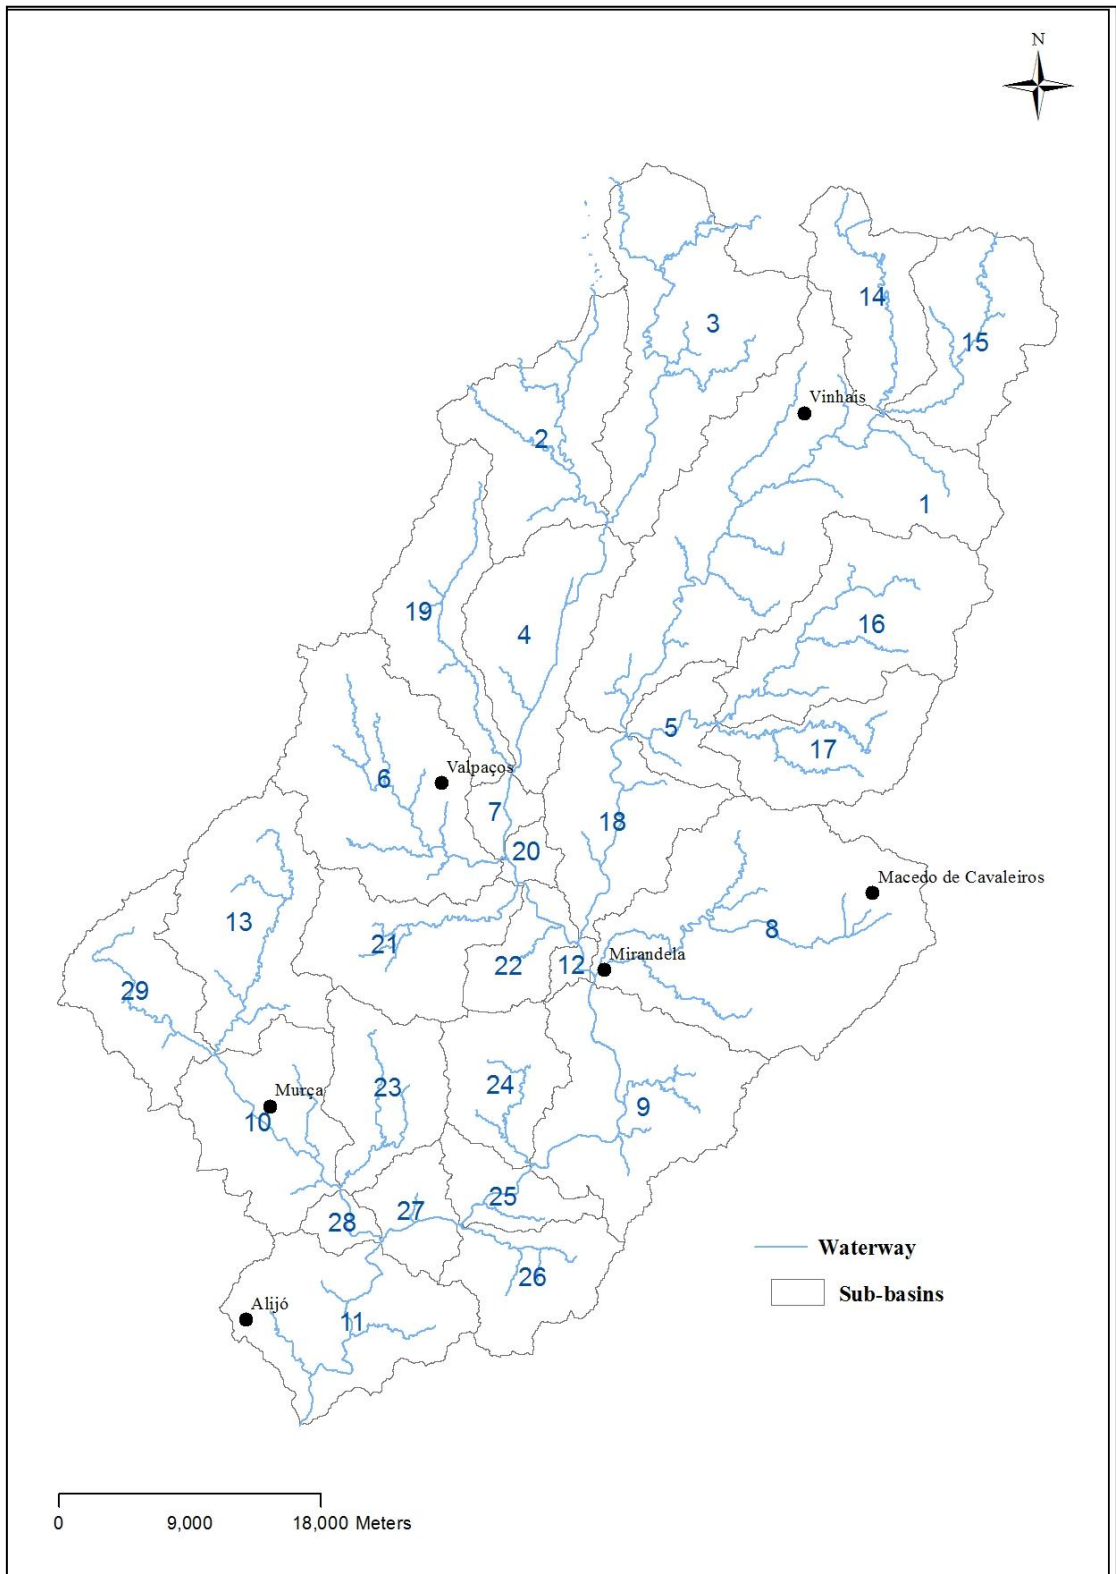 N
14
3
15
Vinhais
2
1
19
16
4
5
17
Valpaços
6
7
18
20
Macedo de Cavaleiros
13
8
21
Mirandela
22
12
29
24
23
Murça
9
10
25
27
28
Waterway
26
Sub-basins
Alijó
11
0 9,000 18,000 Meters